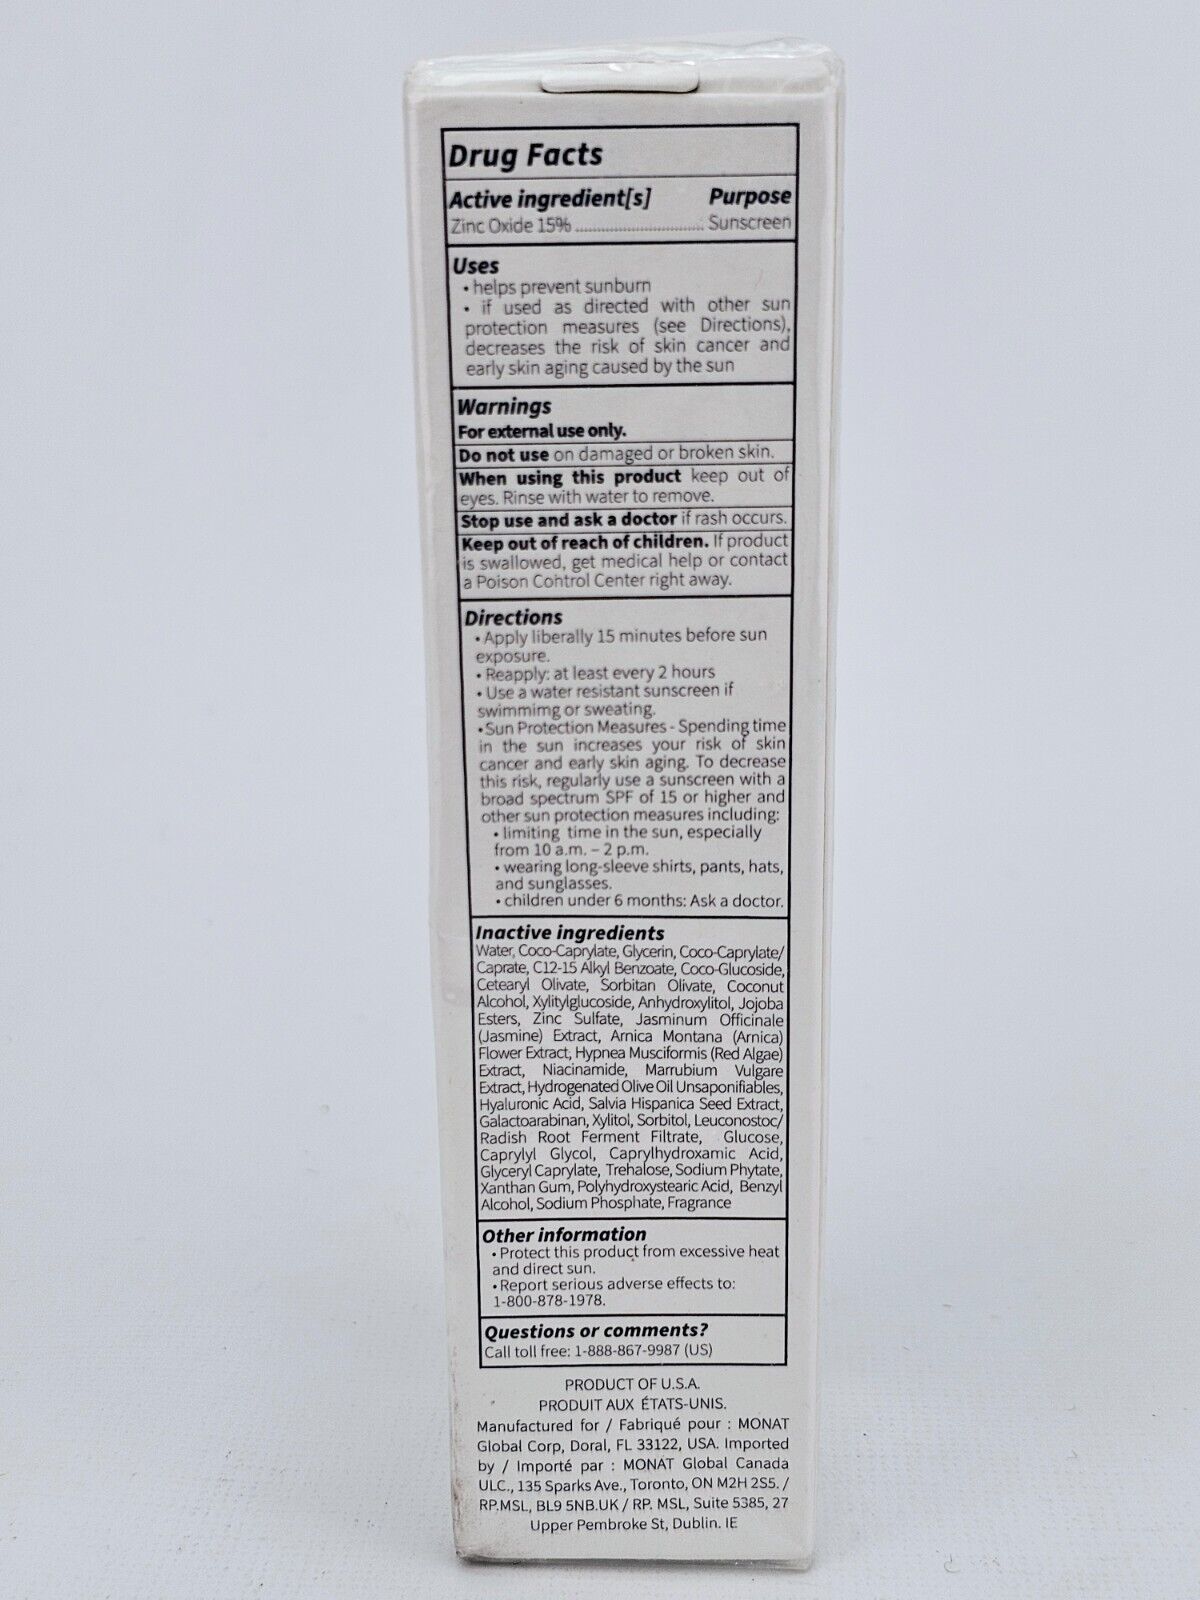 Drug Facts
Active ingredient[s] Purpose
Zinc Oxide 15% ................................ Sunscreen
Uses
• helps prevent sunburn
• if used as directed with other sun
protection measures (see Directions),
decreases the risk of skin cancer and
early skin aging caused by the sun
Warnings
For external use only.
Do not use on damaged or broken skin.
When using this product keep out of
eyes. Rinse with water to remove.
Stop use and ask a doctor if rash occurs.
Keep out of reach of children. If product
is swallowed, get medical help or contact
a Poison Control Center right away.
Directions
• Apply liberally 15 minutes before sun
exposure.
• Reapply: at least every 2 hours
• Use a water resistant sunscreen if
swimmimg or sweating.
• Sun Protection Measures - Spending time
in the sun increases your risk of skin
cancer and early skin aging. To decrease
this risk, regularly use a sunscreen with a
broad spectrum SPF of 15 or higher and
other sun protection measures including:
• limiting time in the sun, especially
from 10 a.m. – 2 p.m.
• wearing long-sleeve shirts, pants, hats,
and sunglasses.
• children under 6 months: Ask a doctor.
Inactive ingredients
Water, Coco-Caprylate, Glycerin, Coco-Caprylate/
Caprate, C12-15 Alkyl Benzoate, Coco-Glucoside,
Cetearyl Olivate, Sorbitan Olivate, Coconut
Alcohol, Xylitylglucoside, Anhydroxylitol, Jojoba
Esters, Zinc Sulfate, Jasminum Officinale
(Jasmine) Extract, Arnica Montana (Arnica)
Flower Extract, Hypnea Musciformis (Red Algae)
Extract, Niacinamide, Marrubium Vulgare
Extract, Hydrogenated Olive Oil Unsaponifiables,
Hyaluronic Acid, Salvia Hispanica Seed Extract,
Galactoarabinan, Xylitol, Sorbitol, Leuconostoc/
Radish Root Ferment Filtrate, Glucose,
Caprylyl Glycol, Caprylhydroxamic Acid,
Glyceryl Caprylate, Trehalose, Sodium Phytate,
Xanthan Gum, Polyhydroxystearic Acid, Benzyl
Alcohol, Sodium Phosphate, Fragrance
Other information
• Protect this product from excessive heat
and direct sun.
• Report serious adverse effects to:
1-800-878-1978.
Questions or comments?
Call toll free: 1-888-867-9987 (US)
PRODUCT OF U.S.A.
PRODUIT AUX ÉTATS-UNIS.
Manufactured for / Fabriqué pour : MONAT
Global Corp, Doral, FL 33122, USA. Imported
by / Importé par : MONAT Global Canada
ULC., 135 Sparks Ave., Toronto, ON M2H 2S5. /
RP.MSL, BL9 5NB.UK / RP. MSL, Suite 5385, 27
Upper Pembroke St, Dublin. IE